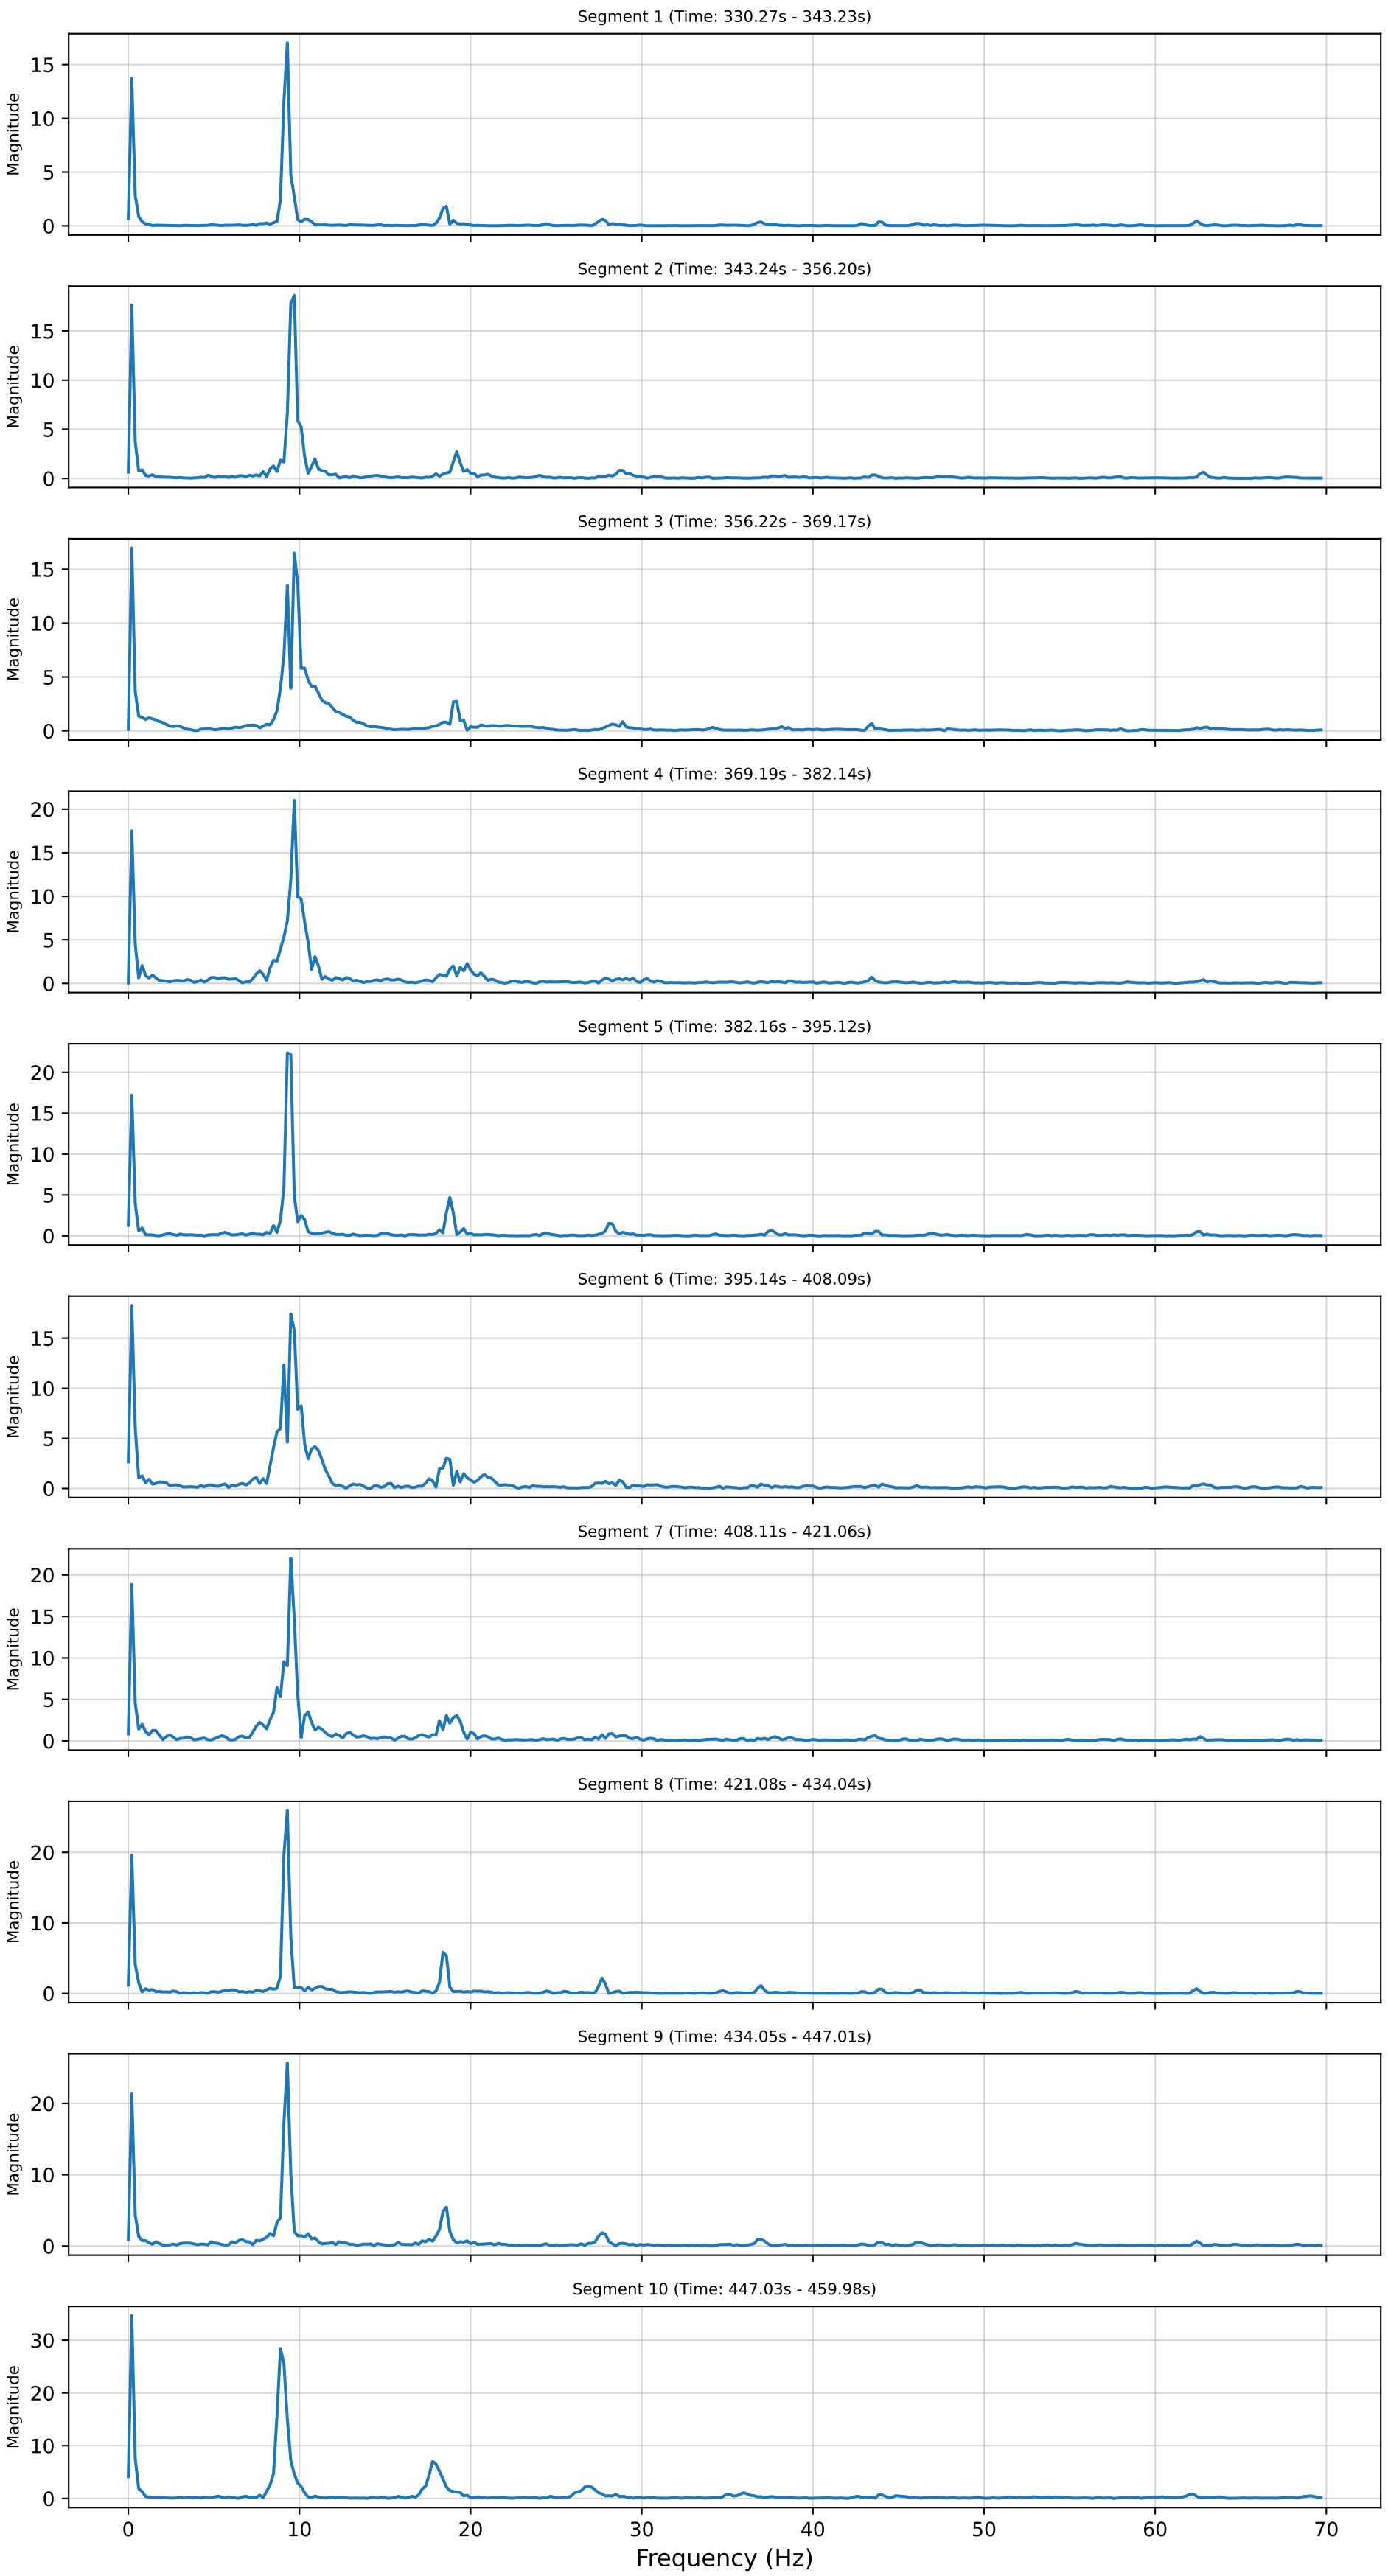 Segment 1 (Time: 330.27s - 343.23s)
Magnitude
15
10
5
0
Segment 2 (Time: 343.24s - 356.20s)
Magnitude
15
10
5
0
Segment 3 (Time: 356.22s - 369.17s)
Magnitude
15
10
5
0
Segment 4 (Time: 369.19s - 382.14s)
Magnitude
20
15
10
5
0
Segment 5 (Time: 382.16s - 395.12s)
Magnitude
20
15
10
5
0
Segment 6 (Time: 395.14s - 408.09s)
Magnitude
15
10
5
0
Segment 7 (Time: 408.11s - 421.06s)
Magnitude
20
15
10
5
0
Segment 8 (Time: 421.08s - 434.04s)
Magnitude
20
10
0
Segment 9 (Time: 434.05s - 447.01s)
Magnitude
20
10
0
Segment 10 (Time: 447.03s - 459.98s)
Magnitude
30
20
10
0
0 10 20 30 40 50 60 70
Frequency (Hz)